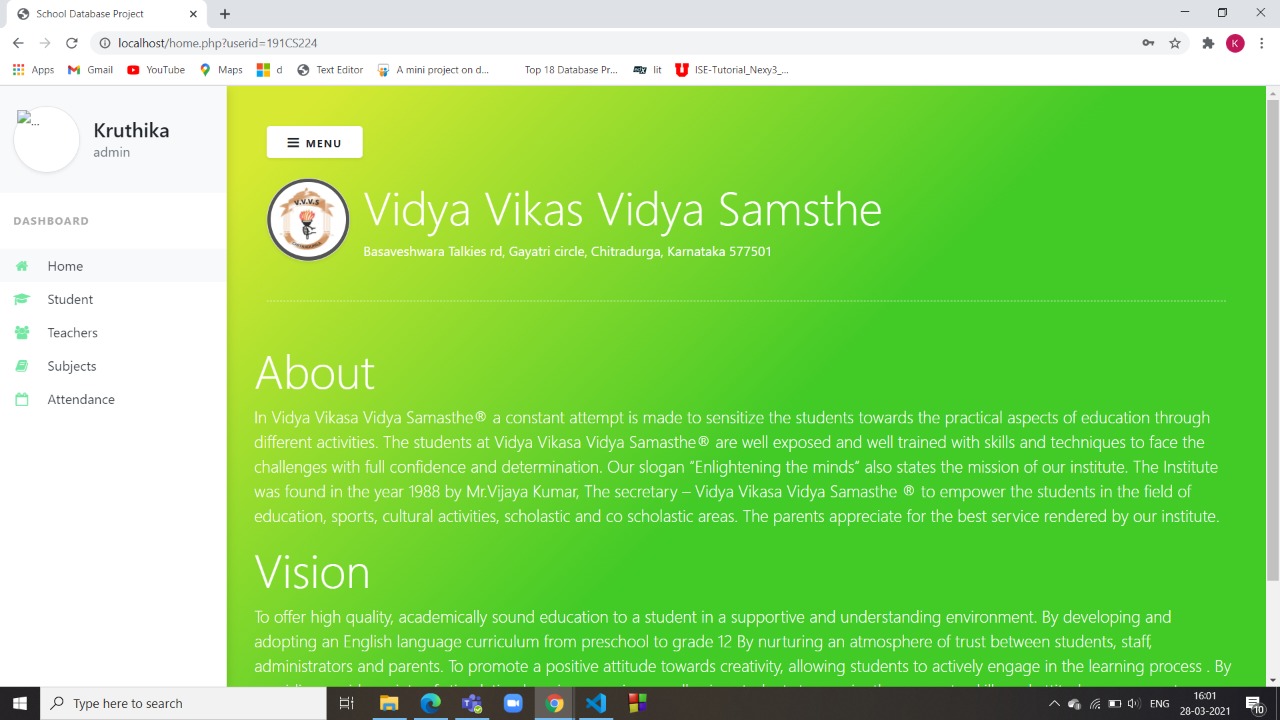 School Database Project
localhost/home.php?userid=191CS224
K
Apps
Gmail
YouTube
Maps
d
Text Editor
A mini project on d...
Top 18 Database Pr...
lit
ISE-Tutorial_Nexy3_...
...
Kruthika
admin
DASHBOARD
Home
Student
Teachers
Subjects
Attendance
MENU
V.V.V.S
Vidya Vikas Vidya Samsthe
Basaveshwara Talkies rd, Gayatri circle, Chitradurga, Karnataka 577501
About
In Vidya Vikasa Vidya Samasthe® a constant attempt is made to sensitize the students towards the practical aspects of education through
different activities. The students at Vidya Vikasa Vidya Samasthe® are well exposed and well trained with skills and techniques to face the
challenges with full confidence and determination. Our slogan “Enlightening the minds“ also states the mission of our institute. The Institute
was found in the year 1988 by Mr.Vijaya Kumar, The secretary – Vidya Vikasa Vidya Samasthe ® to empower the students in the field of
education, sports, cultural activities, scholastic and co scholastic areas. The parents appreciate for the best service rendered by our institute.
Vision
To offer high quality, academically sound education to a student in a supportive and understanding environment. By developing and
adopting an English language curriculum from preschool to grade 12 By nurturing an atmosphere of trust between students, staff,
administrators and parents. To promote a positive attitude towards creativity, allowing students to actively engage in the learning process . By
Type here to search
ENG
16:01
28-03-2021
10